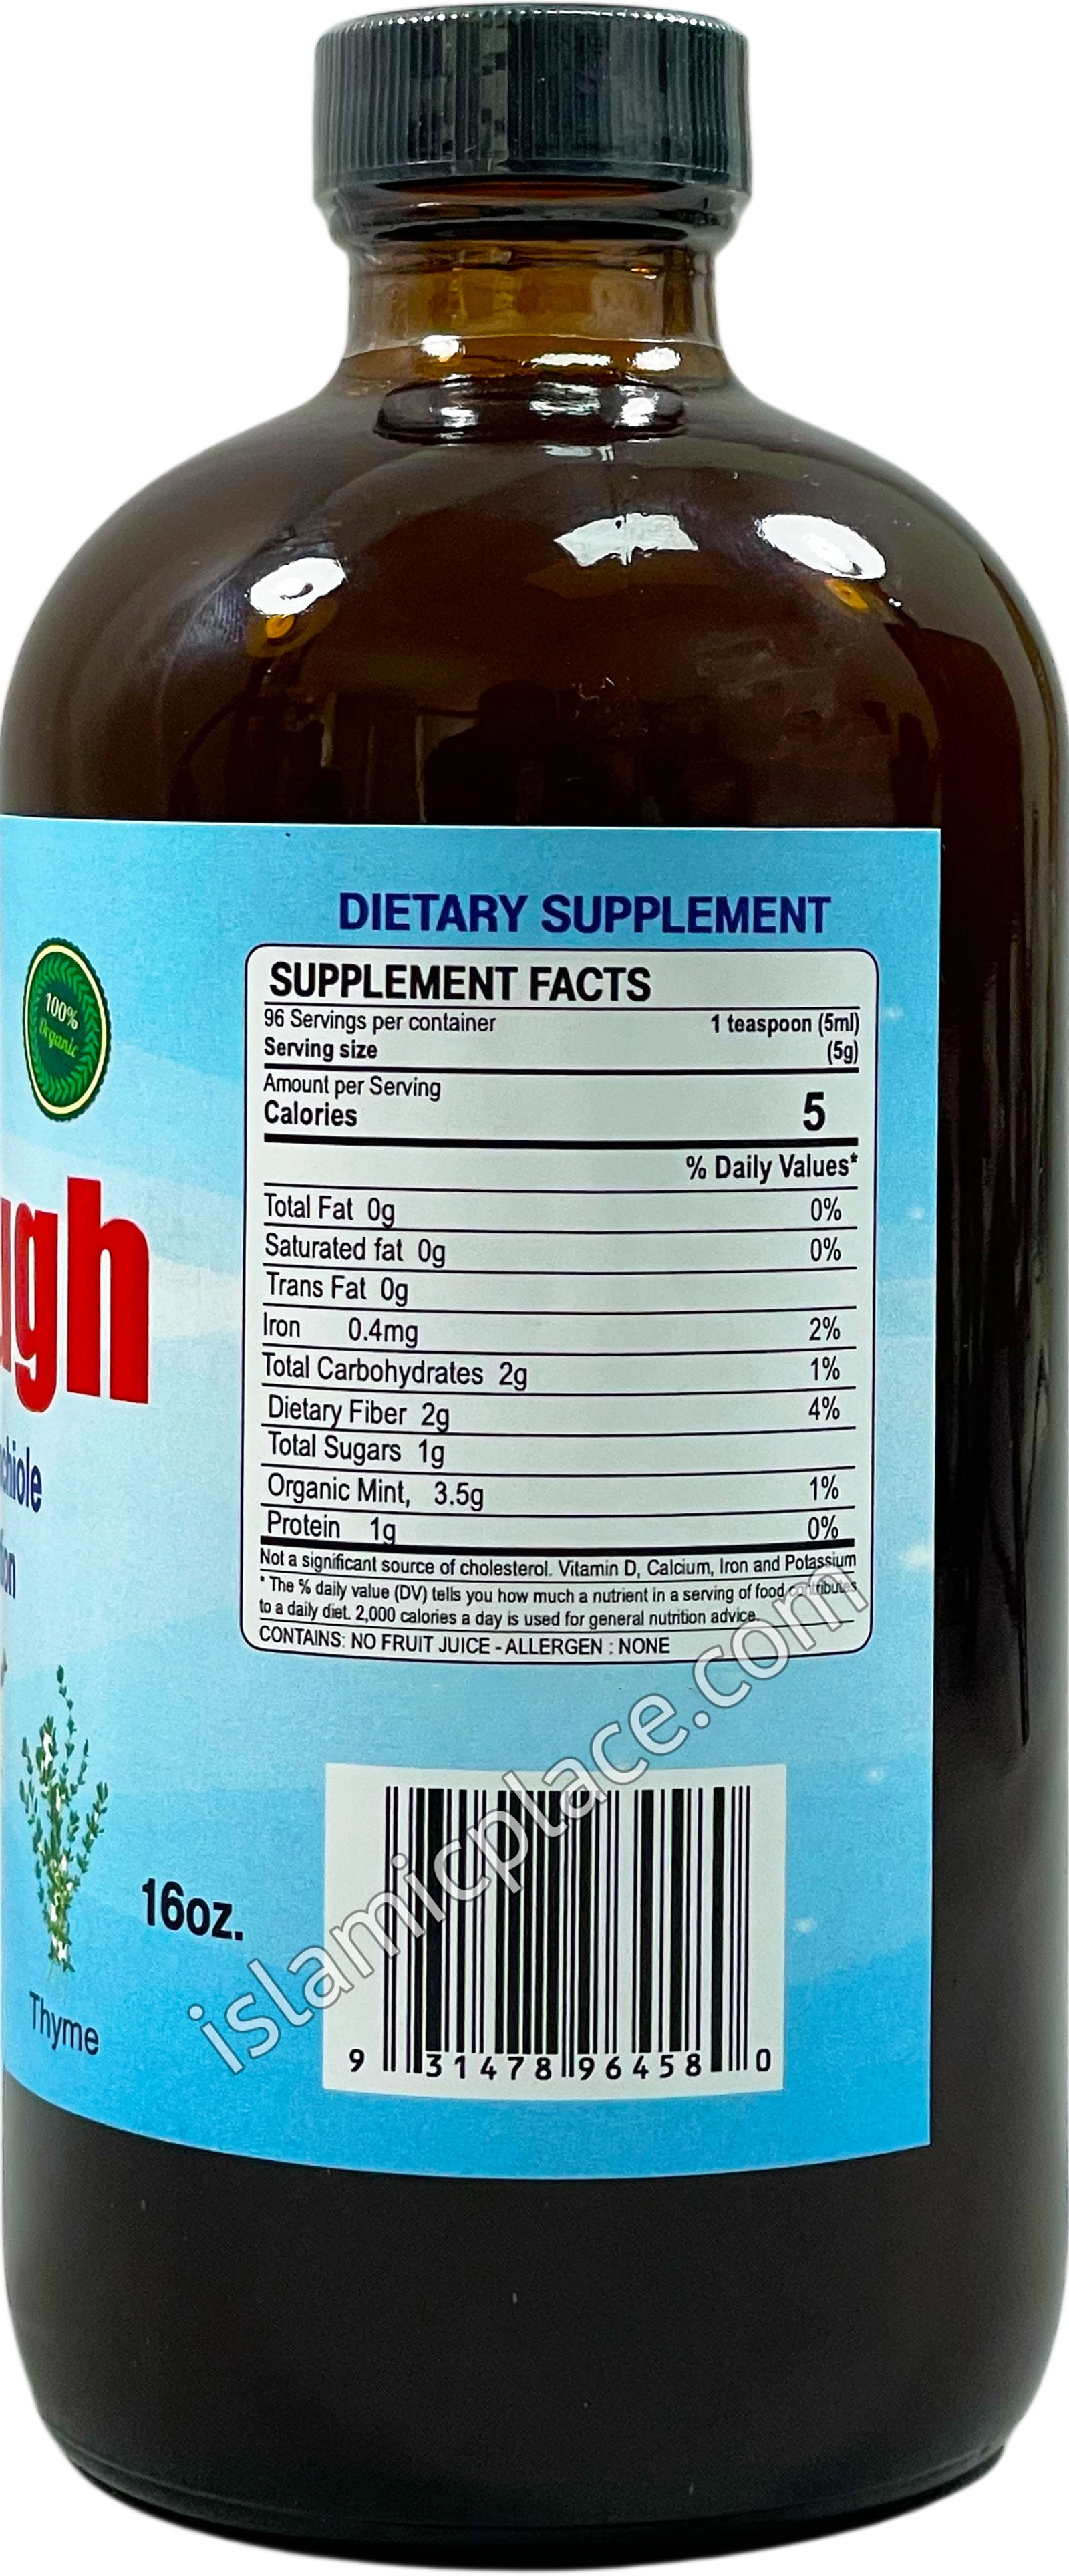 DIETARY SUPPLEMENT
SUPPLEMENT FACTS
96 Servings per container
Serving size 1 teaspoon (5ml)
(5g)
Amount per Serving
Calories 5
% Daily Values*
Total Fat 0g 0%
Saturated fat 0g 0%
Trans Fat 0g
Iron 0.4mg 2%
Total Carbohydrates 2g 1%
Dietary Fiber 2g 4%
Total Sugars 1g
Organic Mint, 3.5g 1%
Protein 1g 0%
Not a significant source of cholesterol. Vitamin D, Calcium, Iron and Potassium
* The % daily value (DV) tells you how much a nutrient in a serving of food contributes
to a daily diet. 2,000 calories a day is used for general nutrition advice.
CONTAINS: NO FRUIT JUICE - ALLERGEN : NONE
100%
Organic
ugh
chiole
ion
Thyme
16oz.
islamicplace.com
9 31478 96458 0